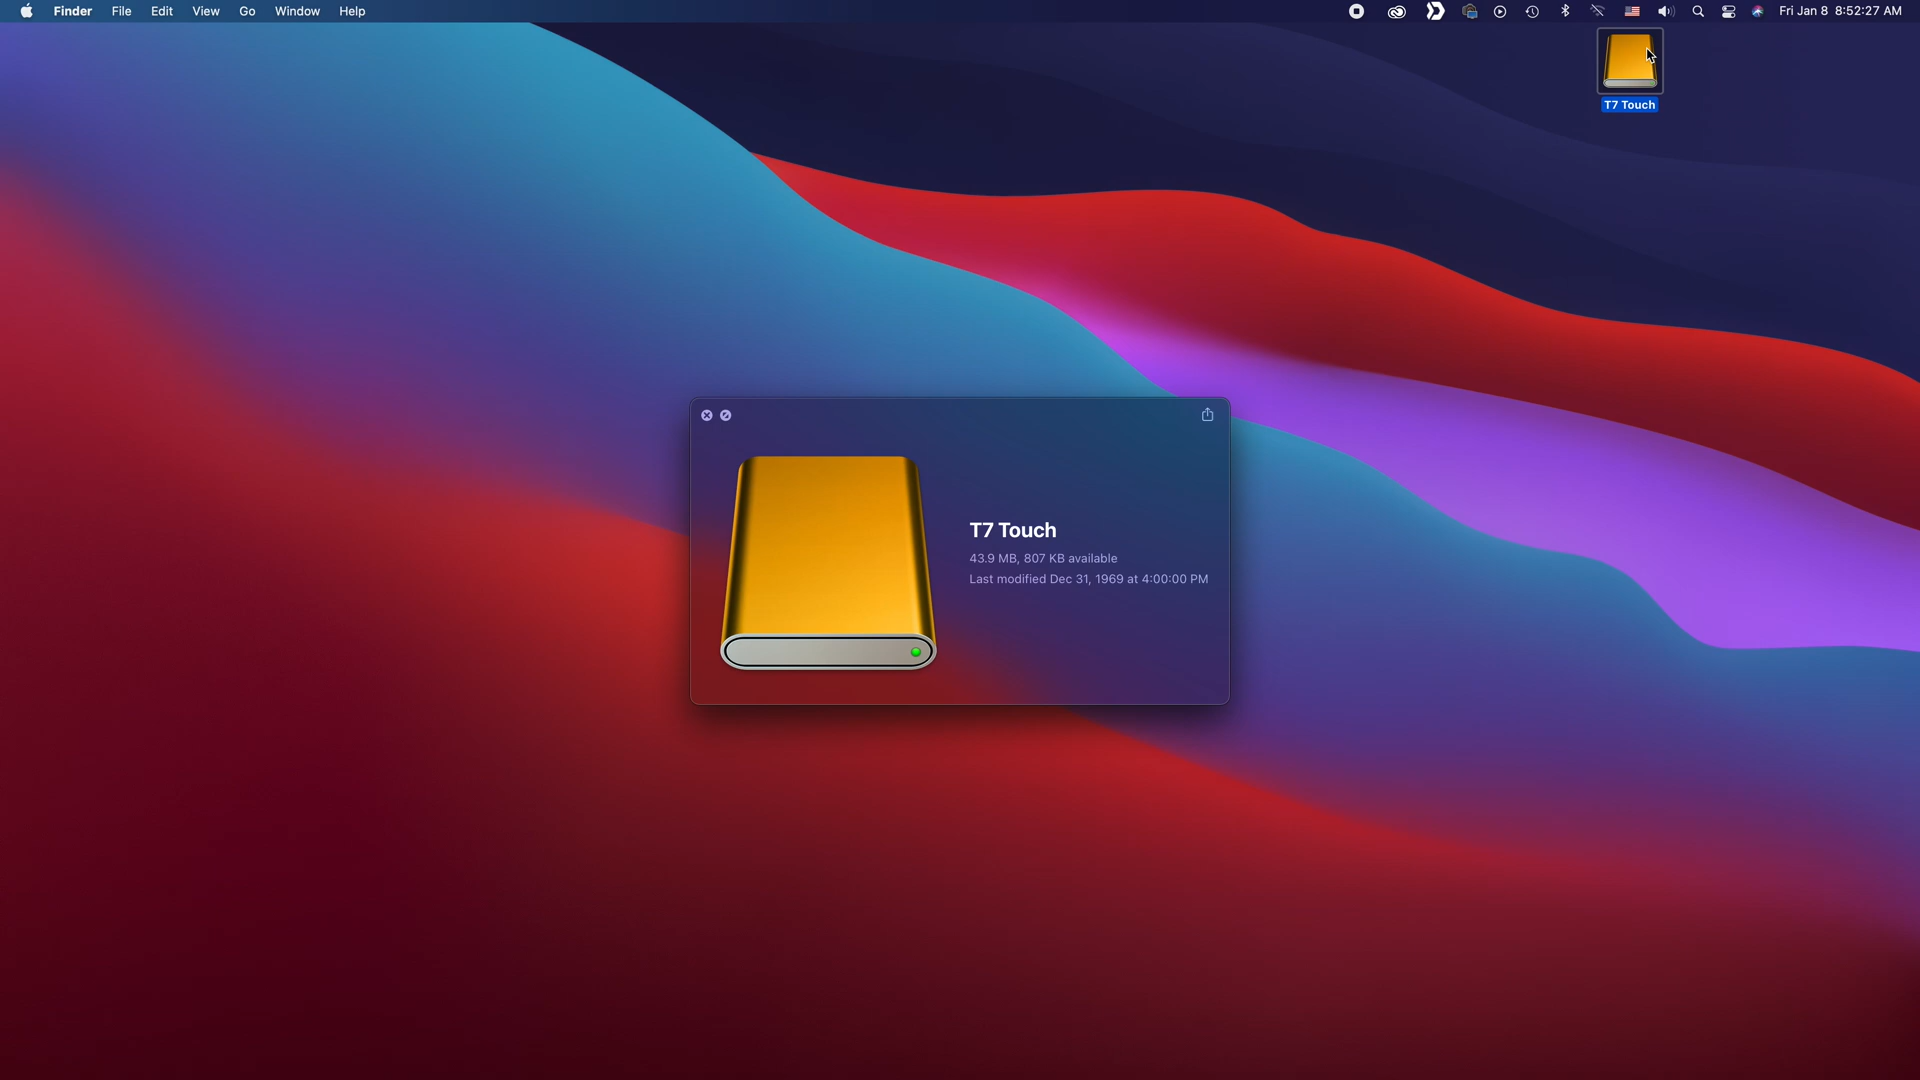 Finder File Edit View Go Window Help Fri Jan 8 8:52:27 AM
T7 Touch
T7 Touch
43.9 MB, 807 KB available
Last modified Dec 31, 1969 at 4:00:00 PM